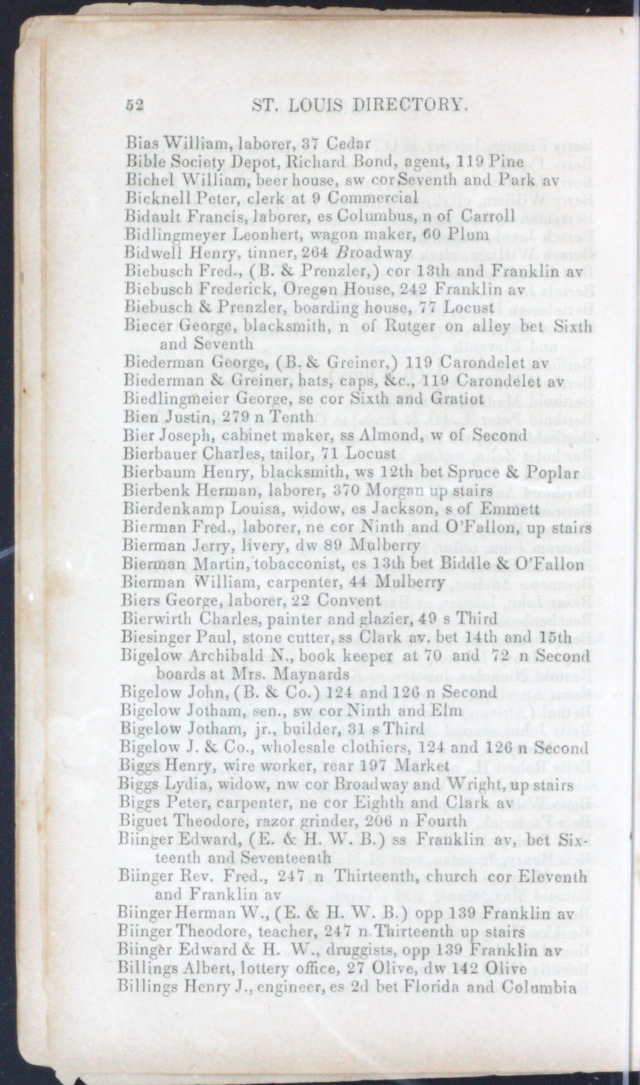 52 ST. LOUIS DIRECTORY.
Bias William, laborer, 37 Cedar
Bible Society Depot, Richard Bond, agent, 119 Pine
Bichel William, beer house, sw cor Seventh and Park av
Bicknell Peter, clerk at 9 Commercial
Bidault Francis, laborer, es Columbus, n of Carroll
Bidlingmeyer Leonhert, wagon maker, 60 Plum
Bidwell Henry, tinner, 264 Broadway
Biebusch Fred., (B. & Prenzler,) cor 13th and Franklin av
Biebusch Frederick, Oregon House, 242 Franklin av
Biebusch & Prenzler, boarding house, 77 Locust
Biecer George, blacksmith, n of Rutger on alley bet Sixth
and Seventh
Biederman George, (B. & Greiner,) 119 Carondelet av
Biederman & Greiner, hats, caps, &c., 119 Carondelet av
Biedlingmeier George, se cor Sixth and Gratiot
Bien Justin, 279 n Tenth
Bier Joseph, cabinet maker, ss Almond, w of Second
Bierbauer Charles, tailor, 71 Locust
Bierbaum Henry, blacksmith, ws 12th bet Spruce & Poplar
Bierbenk Herman, laborer, 370 Morgan up stairs
Bierdenkamp Louisa, widow, es Jackson, s of Emmett
Bierman Fred., laborer, ne cor Ninth and O'Fallon, up stairs
Bierman Jerry, livery, dw 89 Mulberry
Bierman Martin, tobacconist, es 13th bet Biddle & O'Fallon
Bierman William, carpenter, 44 Mulberry
Biers George, laborer, 22 Convent
Bierwirth Charles, painter and glazier, 49 s Third
Biesinger Paul, stone cutter, ss Clark av. bet 14th and 15th
Bigelow Archibald N., book keeper at 70 and 72 n Second
boards at Mrs. Maynards
Bigelow John, (B. & Co.) 124 and 126 n Second
Bigelow Jotham, sen., sw cor Ninth and Elm
Bigelow Jotham, jr., builder, 31 s Third
Bigelow J. & Co., wholesale clothiers, 124 and 126 n Second
Biggs Henry, wire worker, rear 197 Market
Biggs Lydia, widow, nw cor Broadway and Wright, up stairs
Biggs Peter, carpenter, ne cor Eighth and Clark av
Biguet Theodore, razor grinder, 206 n Fourth
Biinger Edward, (E. & H. W. B.) ss Franklin av, bet Six-
teenth and Seventeenth
Biinger Rev. Fred., 247 n Thirteenth, church cor Eleventh
and Franklin av
Biinger Herman W., (E. & H. W. B.) opp 139 Franklin av
Biinger Theodore, teacher, 247 n Thirteenth up stairs
Biinger Edward & H. W., druggists, opp 139 Franklin av
Billings Albert, lottery office, 27 Olive, dw 142 Olive
Billings Henry J., engineer, es 2d bet Florida and Columbia